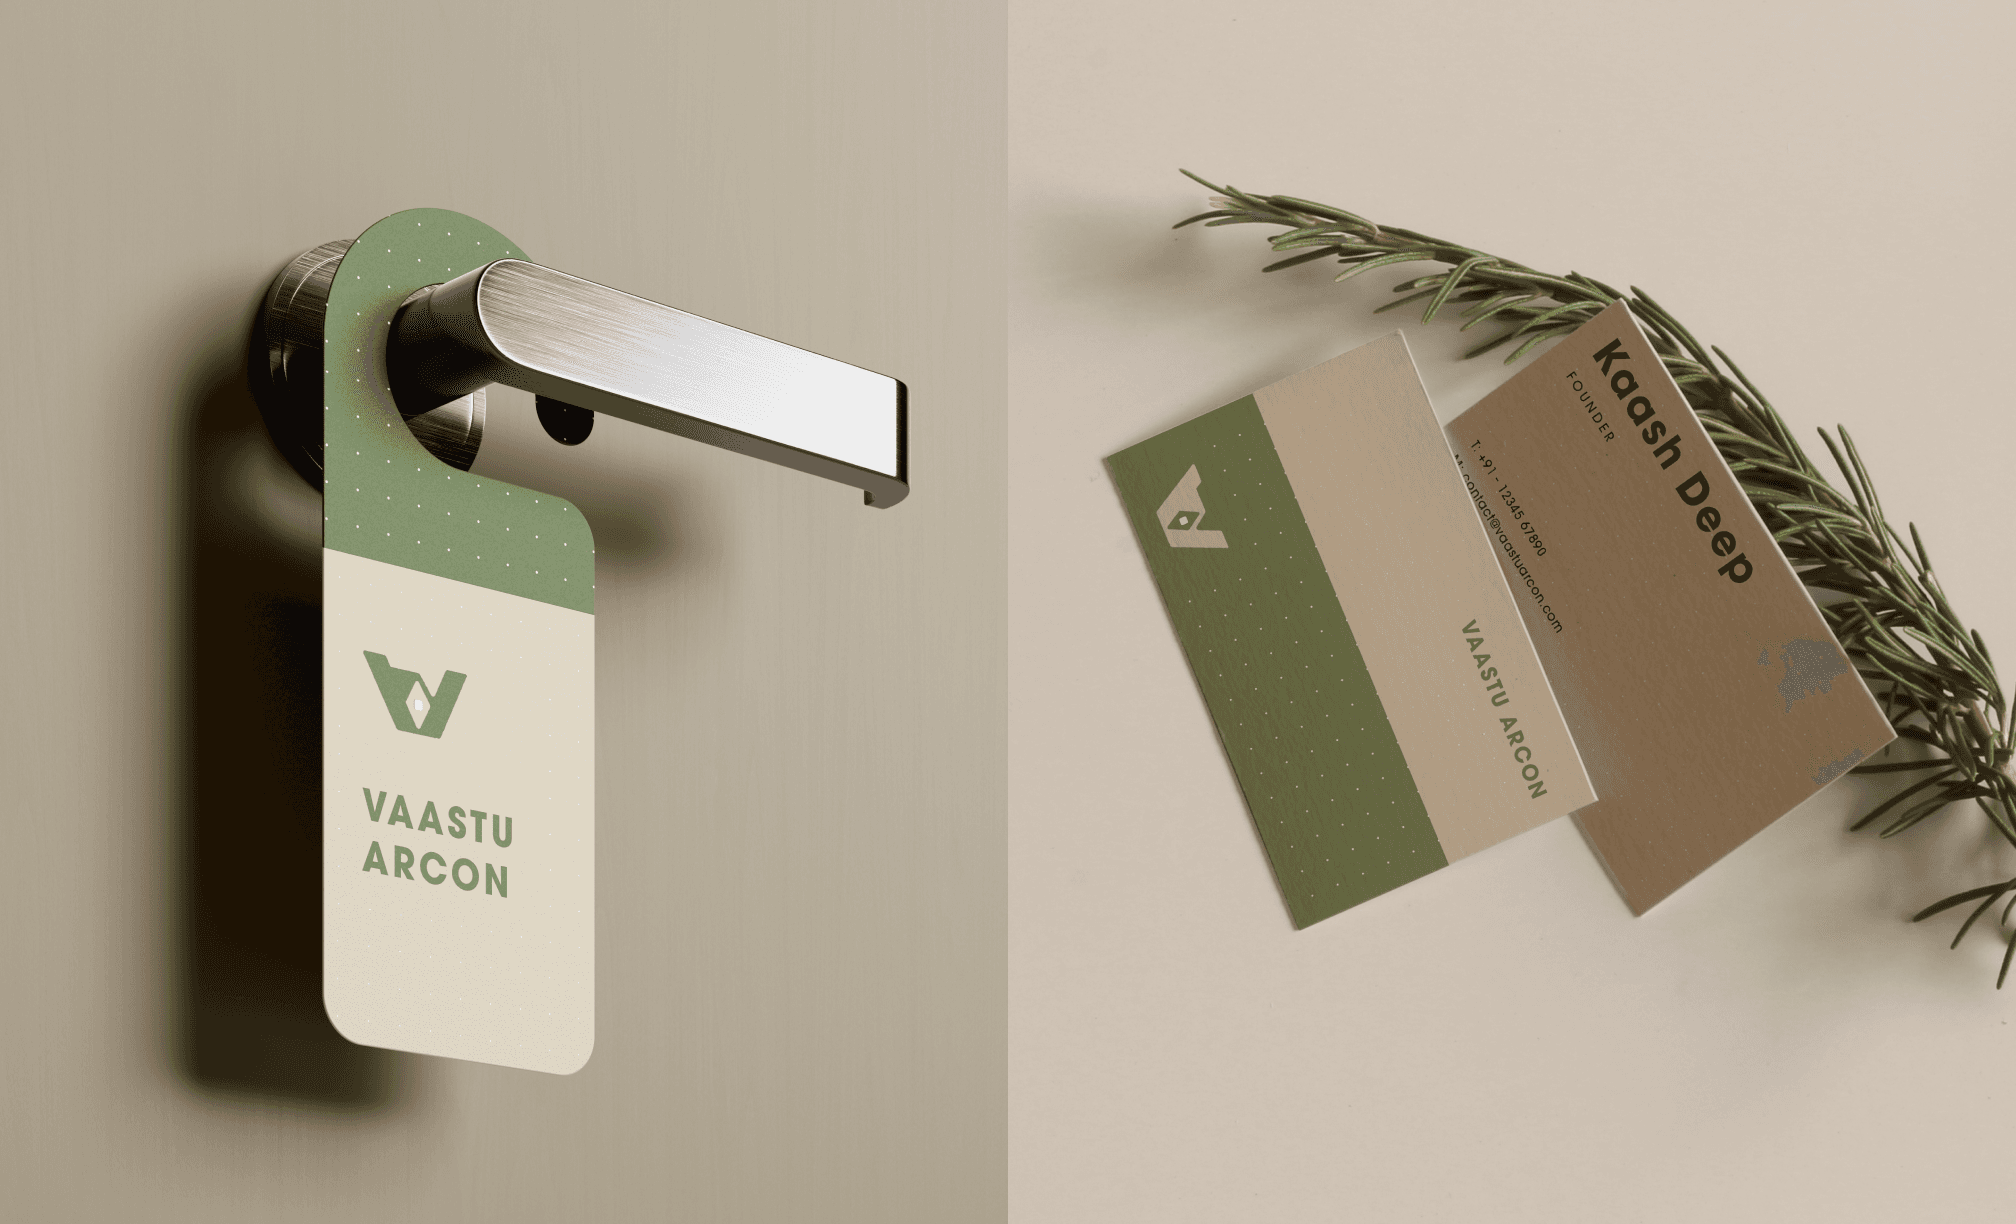 VAASTU
ARCON
VAASTU ARCON
Kaash Deep
FOUNDER
T: +91 - 12345 67890
M: contact@vaastuarcon.com